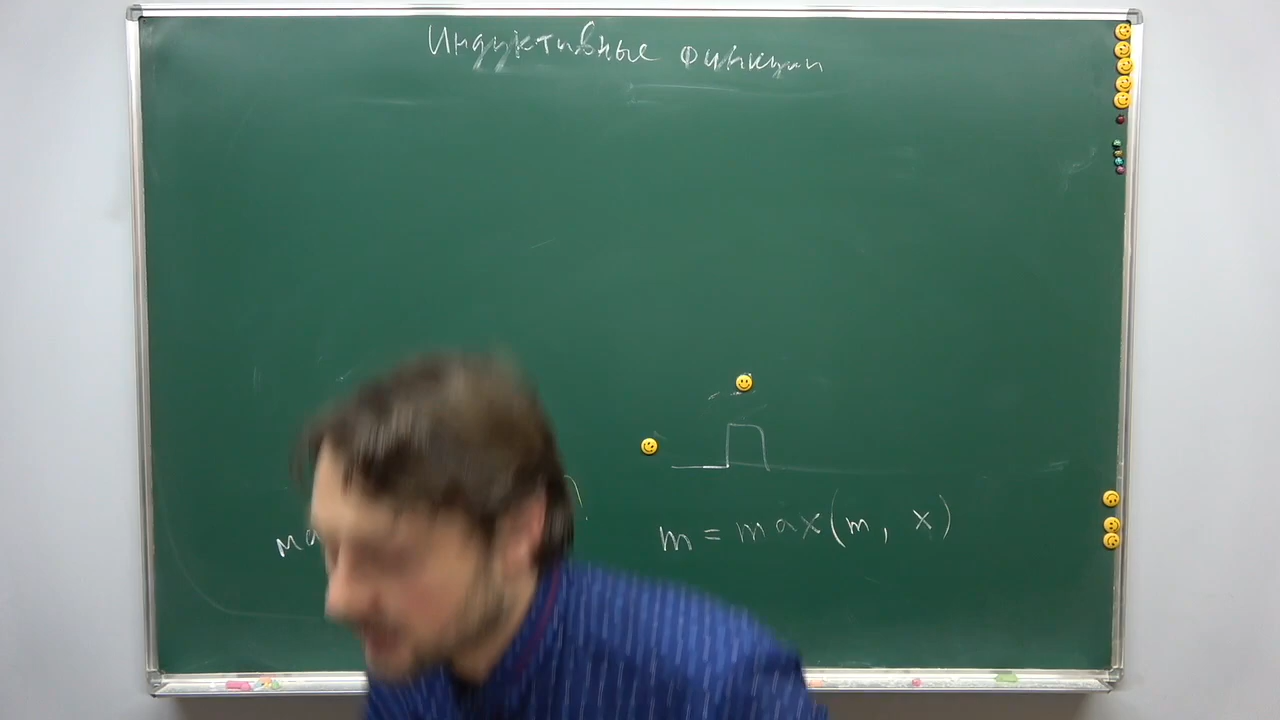 Индуктивные функции
m = max(m, x)